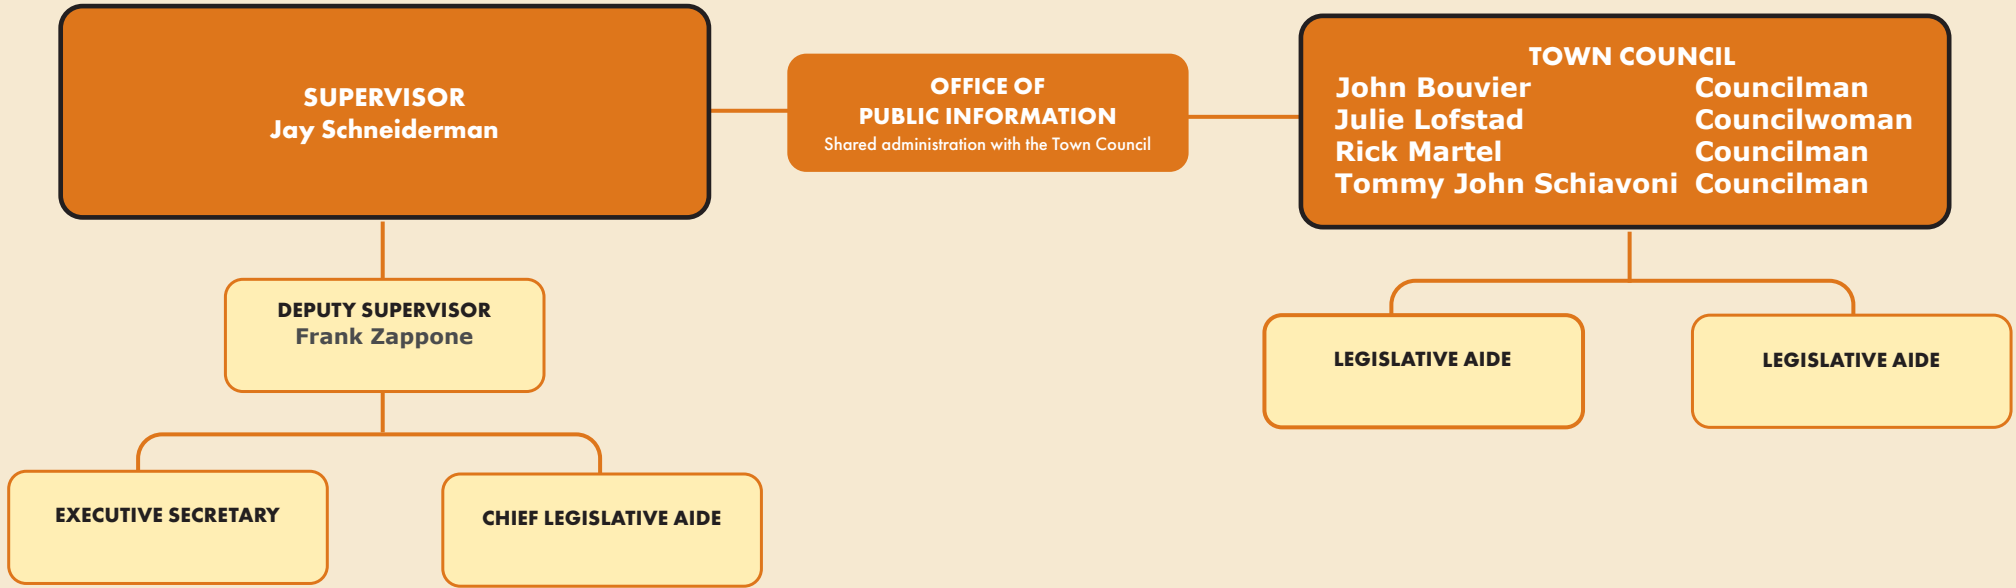 SUPERVISOR
Jay Schneiderman
OFFICE OF
PUBLIC INFORMATION
Shared administration with the Town Council
TOWN COUNCIL
John Bouvier Councilman
Julie Lofstad Councilwoman
Rick Martel Councilman
Tommy John Schiavoni Councilman
DEPUTY SUPERVISOR
Frank Zappone
LEGISLATIVE AIDE
LEGISLATIVE AIDE
EXECUTIVE SECRETARY
CHIEF LEGISLATIVE AIDE